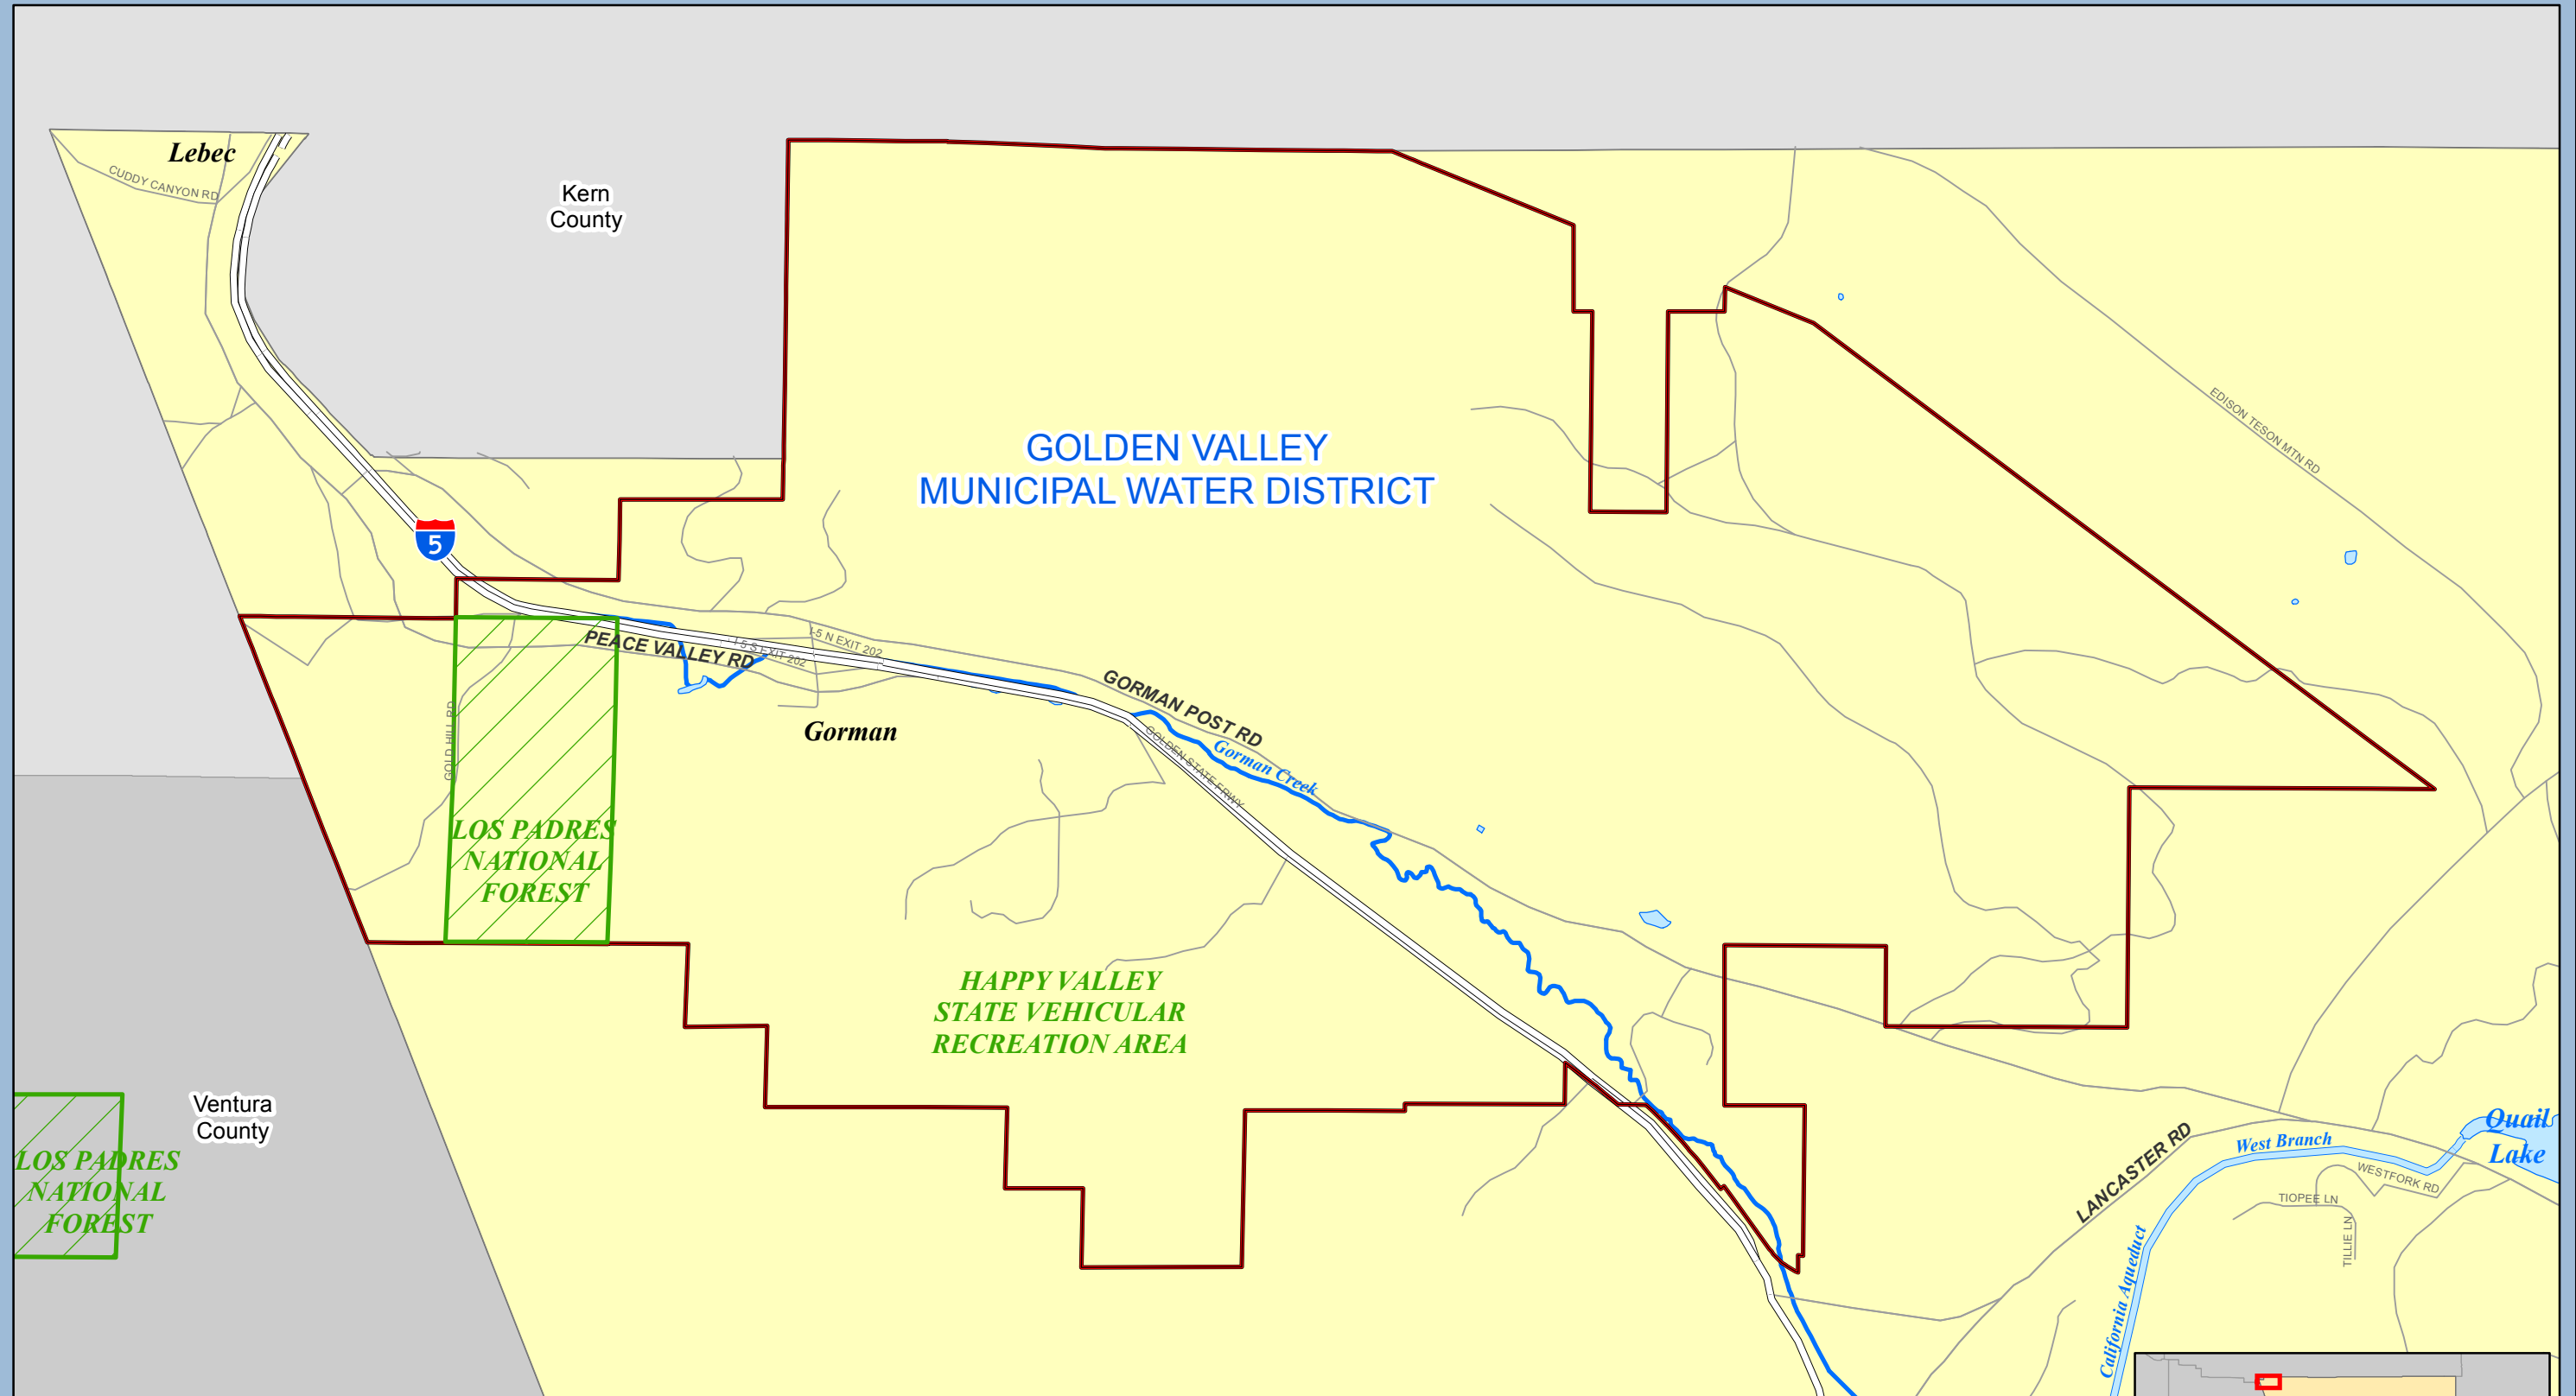 Lebec
CUDDY CANYON RD
Kern
County
EDISON TESON MTN RD
GOLDEN VALLEY
MUNICIPAL WATER DISTRICT
5
PEACE VALLEY RD
I-5 S EXIT 202
I-5 N EXIT 202
GORMAN POST RD
Gorman Creek
GOLDEN STATE FRWY
Gorman
GOLD HILL RD
LOS PADRES
NATIONAL
FOREST
HAPPY VALLEY
STATE VEHICULAR
RECREATION AREA
Ventura
County
LOS PADRES
NATIONAL
FOREST
Quail
Lake
West Branch
WESTFORK RD
LANCASTER RD
TIOPEE LN
TILLIE LN
California Aqueduct